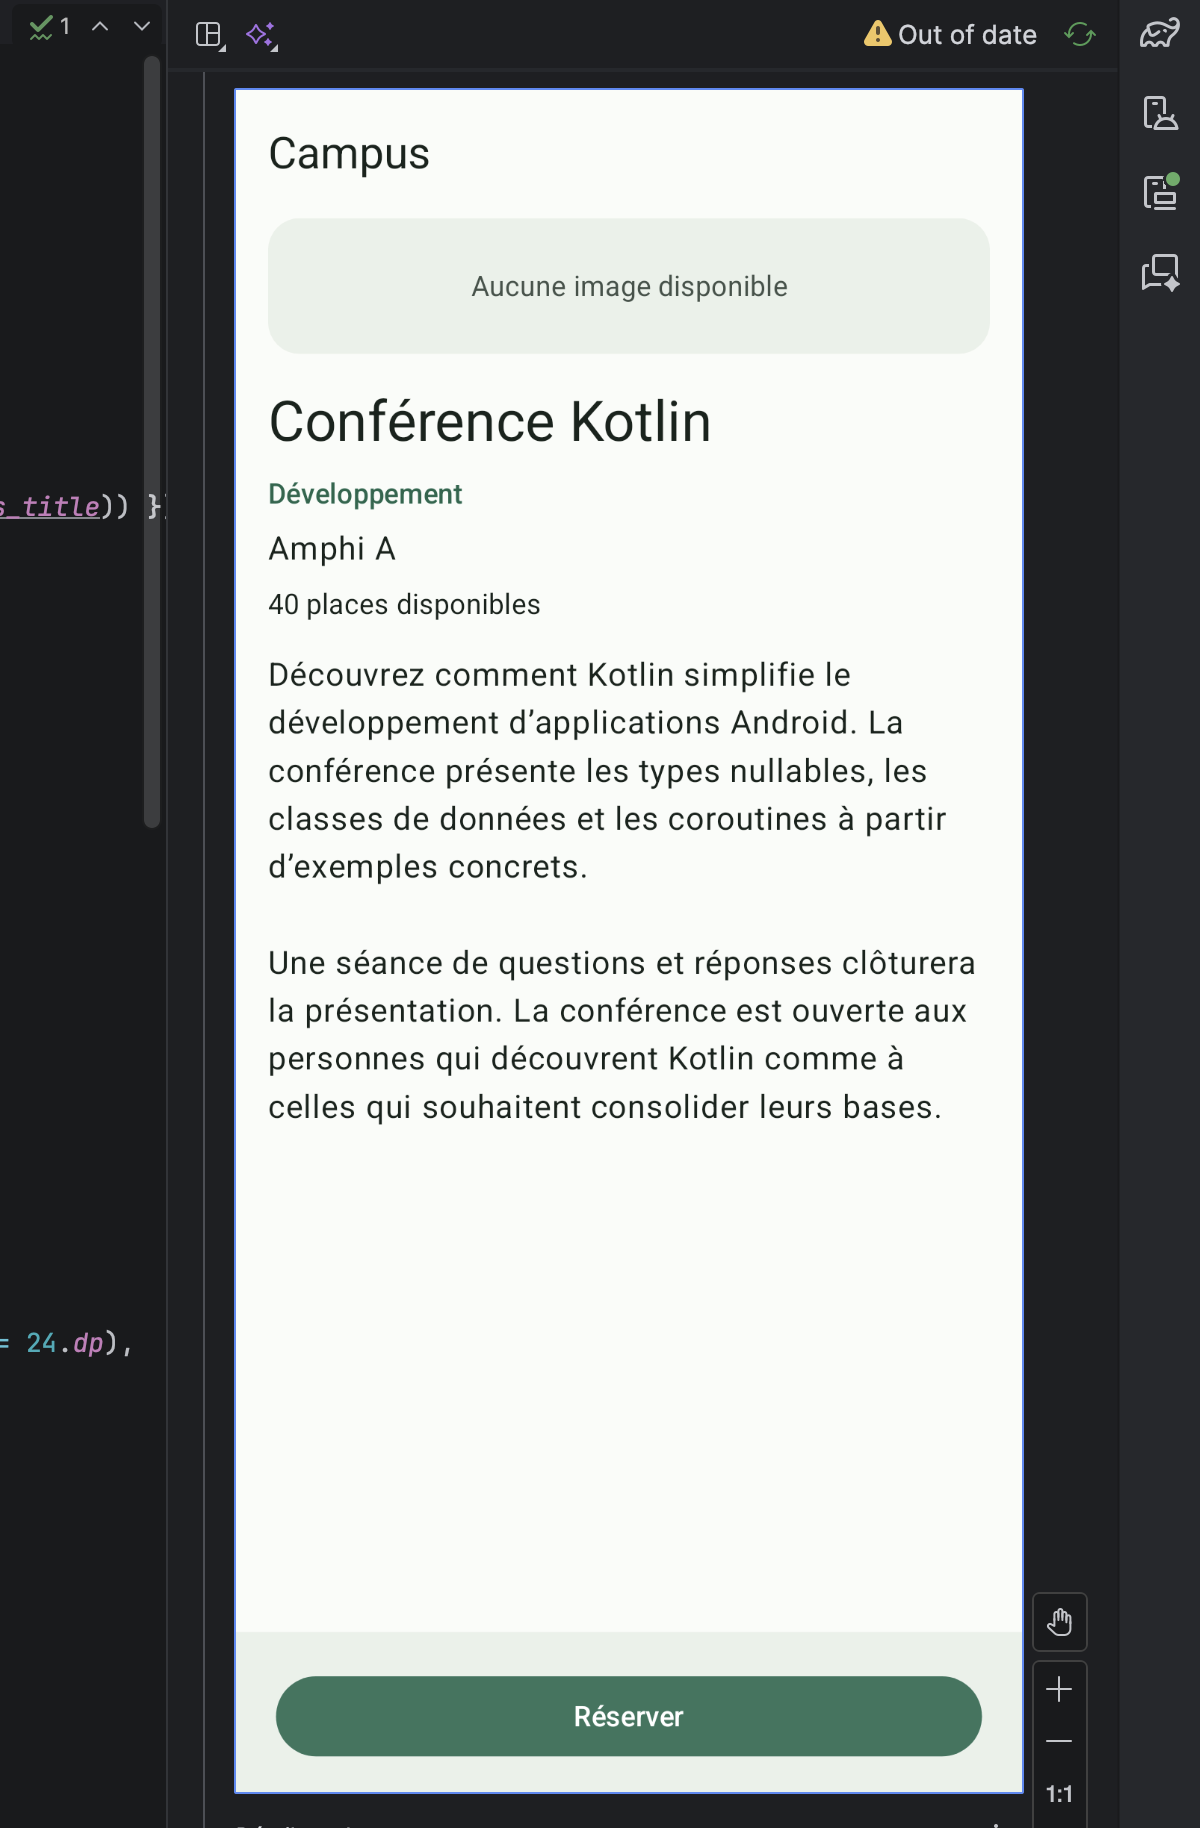 1
Out of date
Campus
Aucune image disponible
Conférence Kotlin
Développement
s_title)) }
Amphi A
40 places disponibles
Découvrez comment Kotlin simplifie le
développement d’applications Android. La
conférence présente les types nullables, les
classes de données et les coroutines à partir
d’exemples concrets.
Une séance de questions et réponses clôturera
la présentation. La conférence est ouverte aux
personnes qui découvrent Kotlin comme à
celles qui souhaitent consolider leurs bases.
= 24.dp),
Réserver
1:1